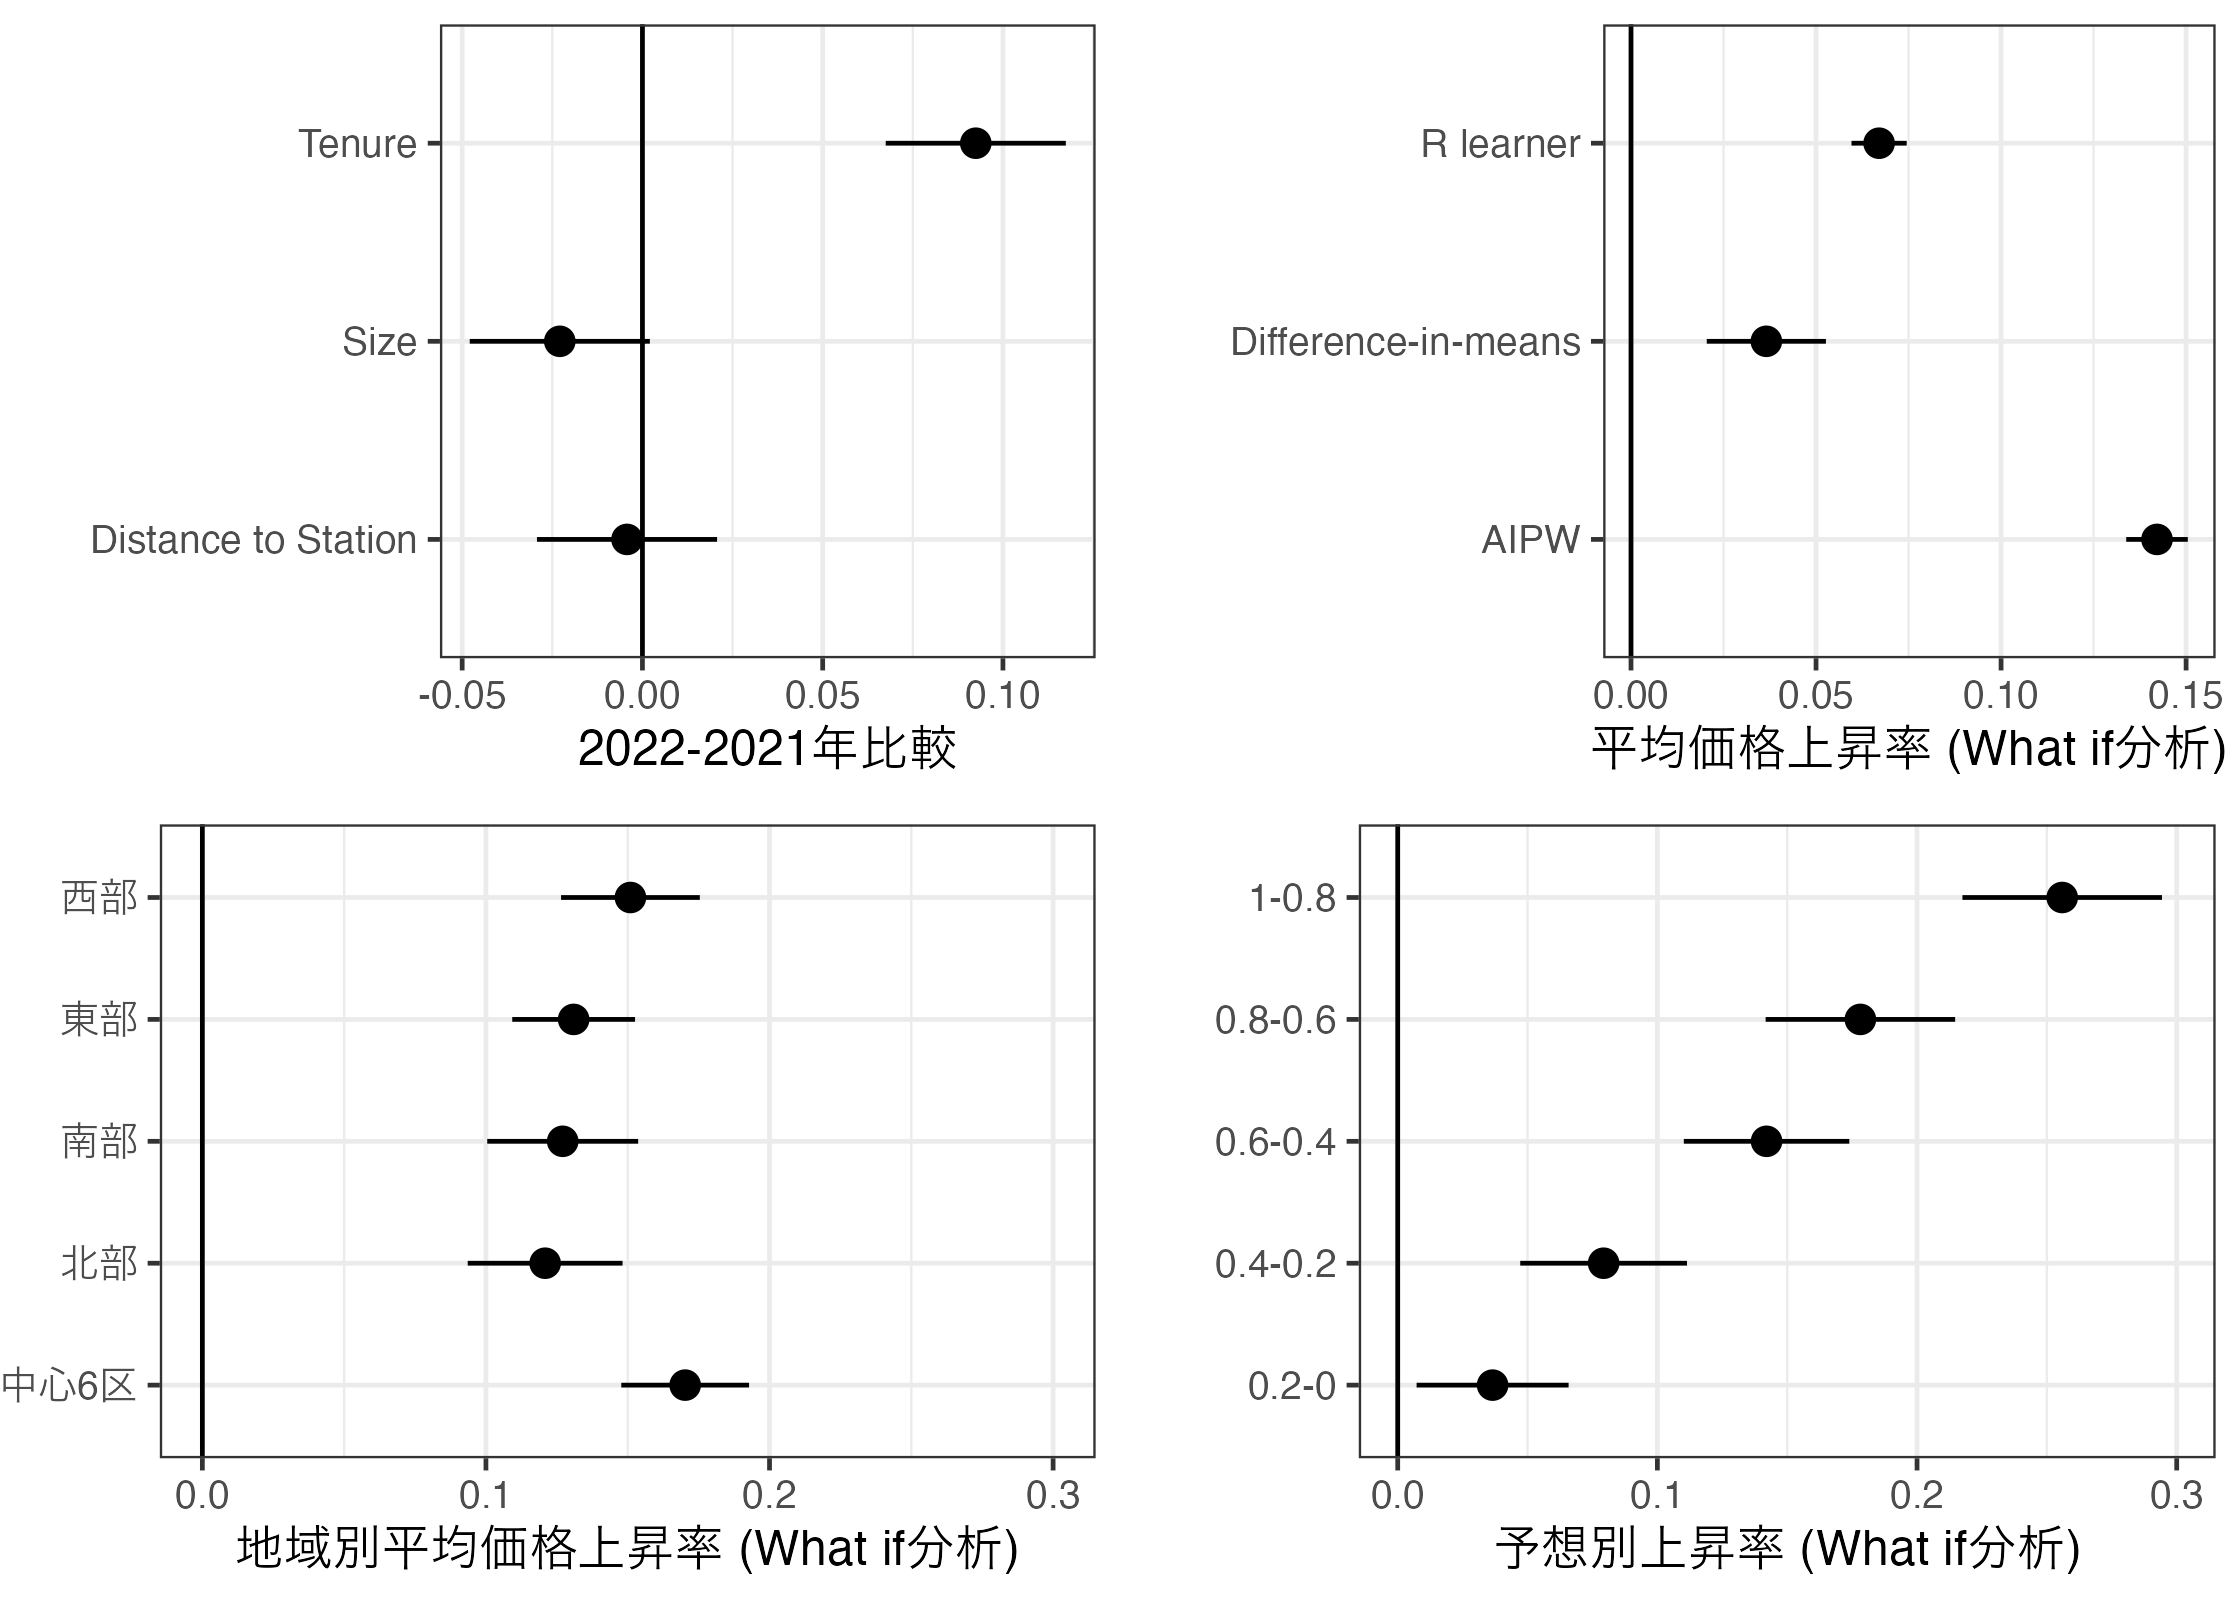 Tenure
Size
Distance to Station
-0.05 0.00 0.05 0.10
2022-2021年比較
R learner
Difference-in-means
AIPW
0.00 0.05 0.10 0.15
平均価格上昇率 (What if分析)
西部
東部
南部
北部
中心6区
0.0 0.1 0.2 0.3
地域別平均価格上昇率 (What if分析)
1-0.8
0.8-0.6
0.6-0.4
0.4-0.2
0.2-0
0.0 0.1 0.2 0.3
予想別上昇率 (What if分析)